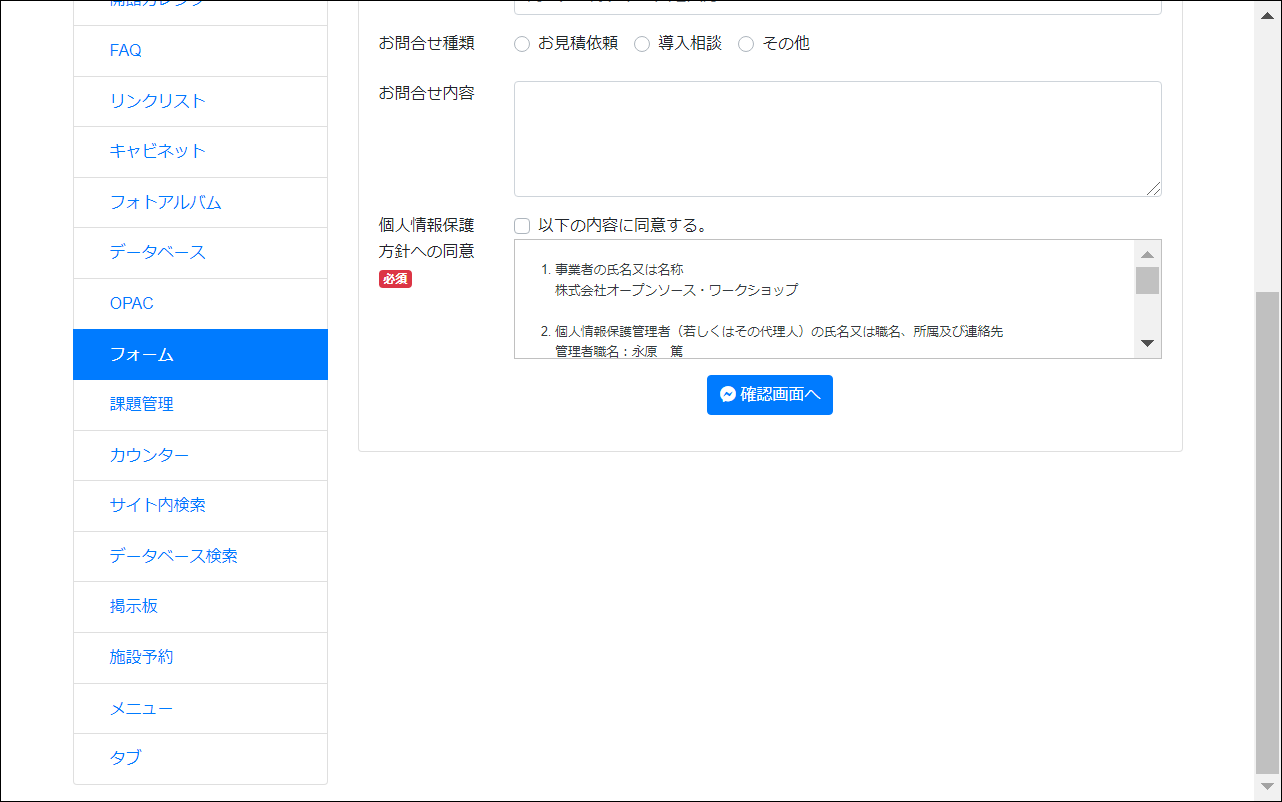 FAQ
リンクリスト
キャビネット
フォトアルバム
データベース
OPAC
フォーム
課題管理
カウンター
サイト内検索
データベース検索
掲示板
施設予約
メニュー
タブ
お問合せ種類
お見積依頼 導入相談 その他
お問合せ内容
個人情報保護
方針への同意
必須
以下の内容に同意する。
1. 事業者の氏名又は名称
株式会社オープンソース・ワークショップ
2. 個人情報保護管理者（若しくはその代理人）の氏名又は職名、所属及び連絡先
管理者職名：永原　篤
確認画面へ